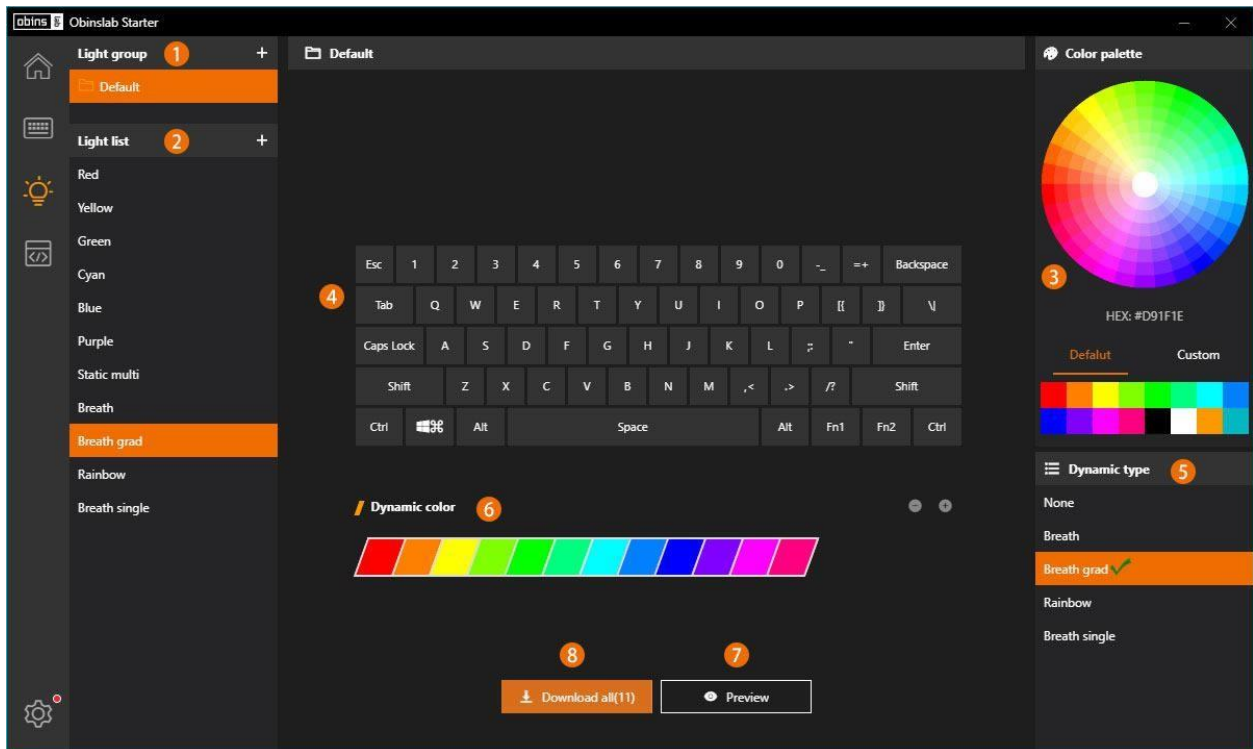 obins Obinslab Starter
Light group 1 +
Default
Light list 2 +
Red
Yellow
Green
Cyan
Blue
Purple
Static multi
Breath
Breath grad
Rainbow
Breath single
Default
4
Esc 1 2 3 4 5 6 7 8 9 0 -_ =+ Backspace
Tab Q W E R T Y U I O P [{ ]} \|
Caps Lock A S D F G H J K L ;: " Enter
Shift Z X C V B N M ,< .> /? Shift
Ctrl ⌘ Alt Space Alt Fn1 Fn2 Ctrl
Dynamic color 6
8 7
Download all(11) Preview
Color palette
3
HEX: #D91F1E
Defalut Custom
Dynamic type 5
None
Breath
Breath grad
Rainbow
Breath single